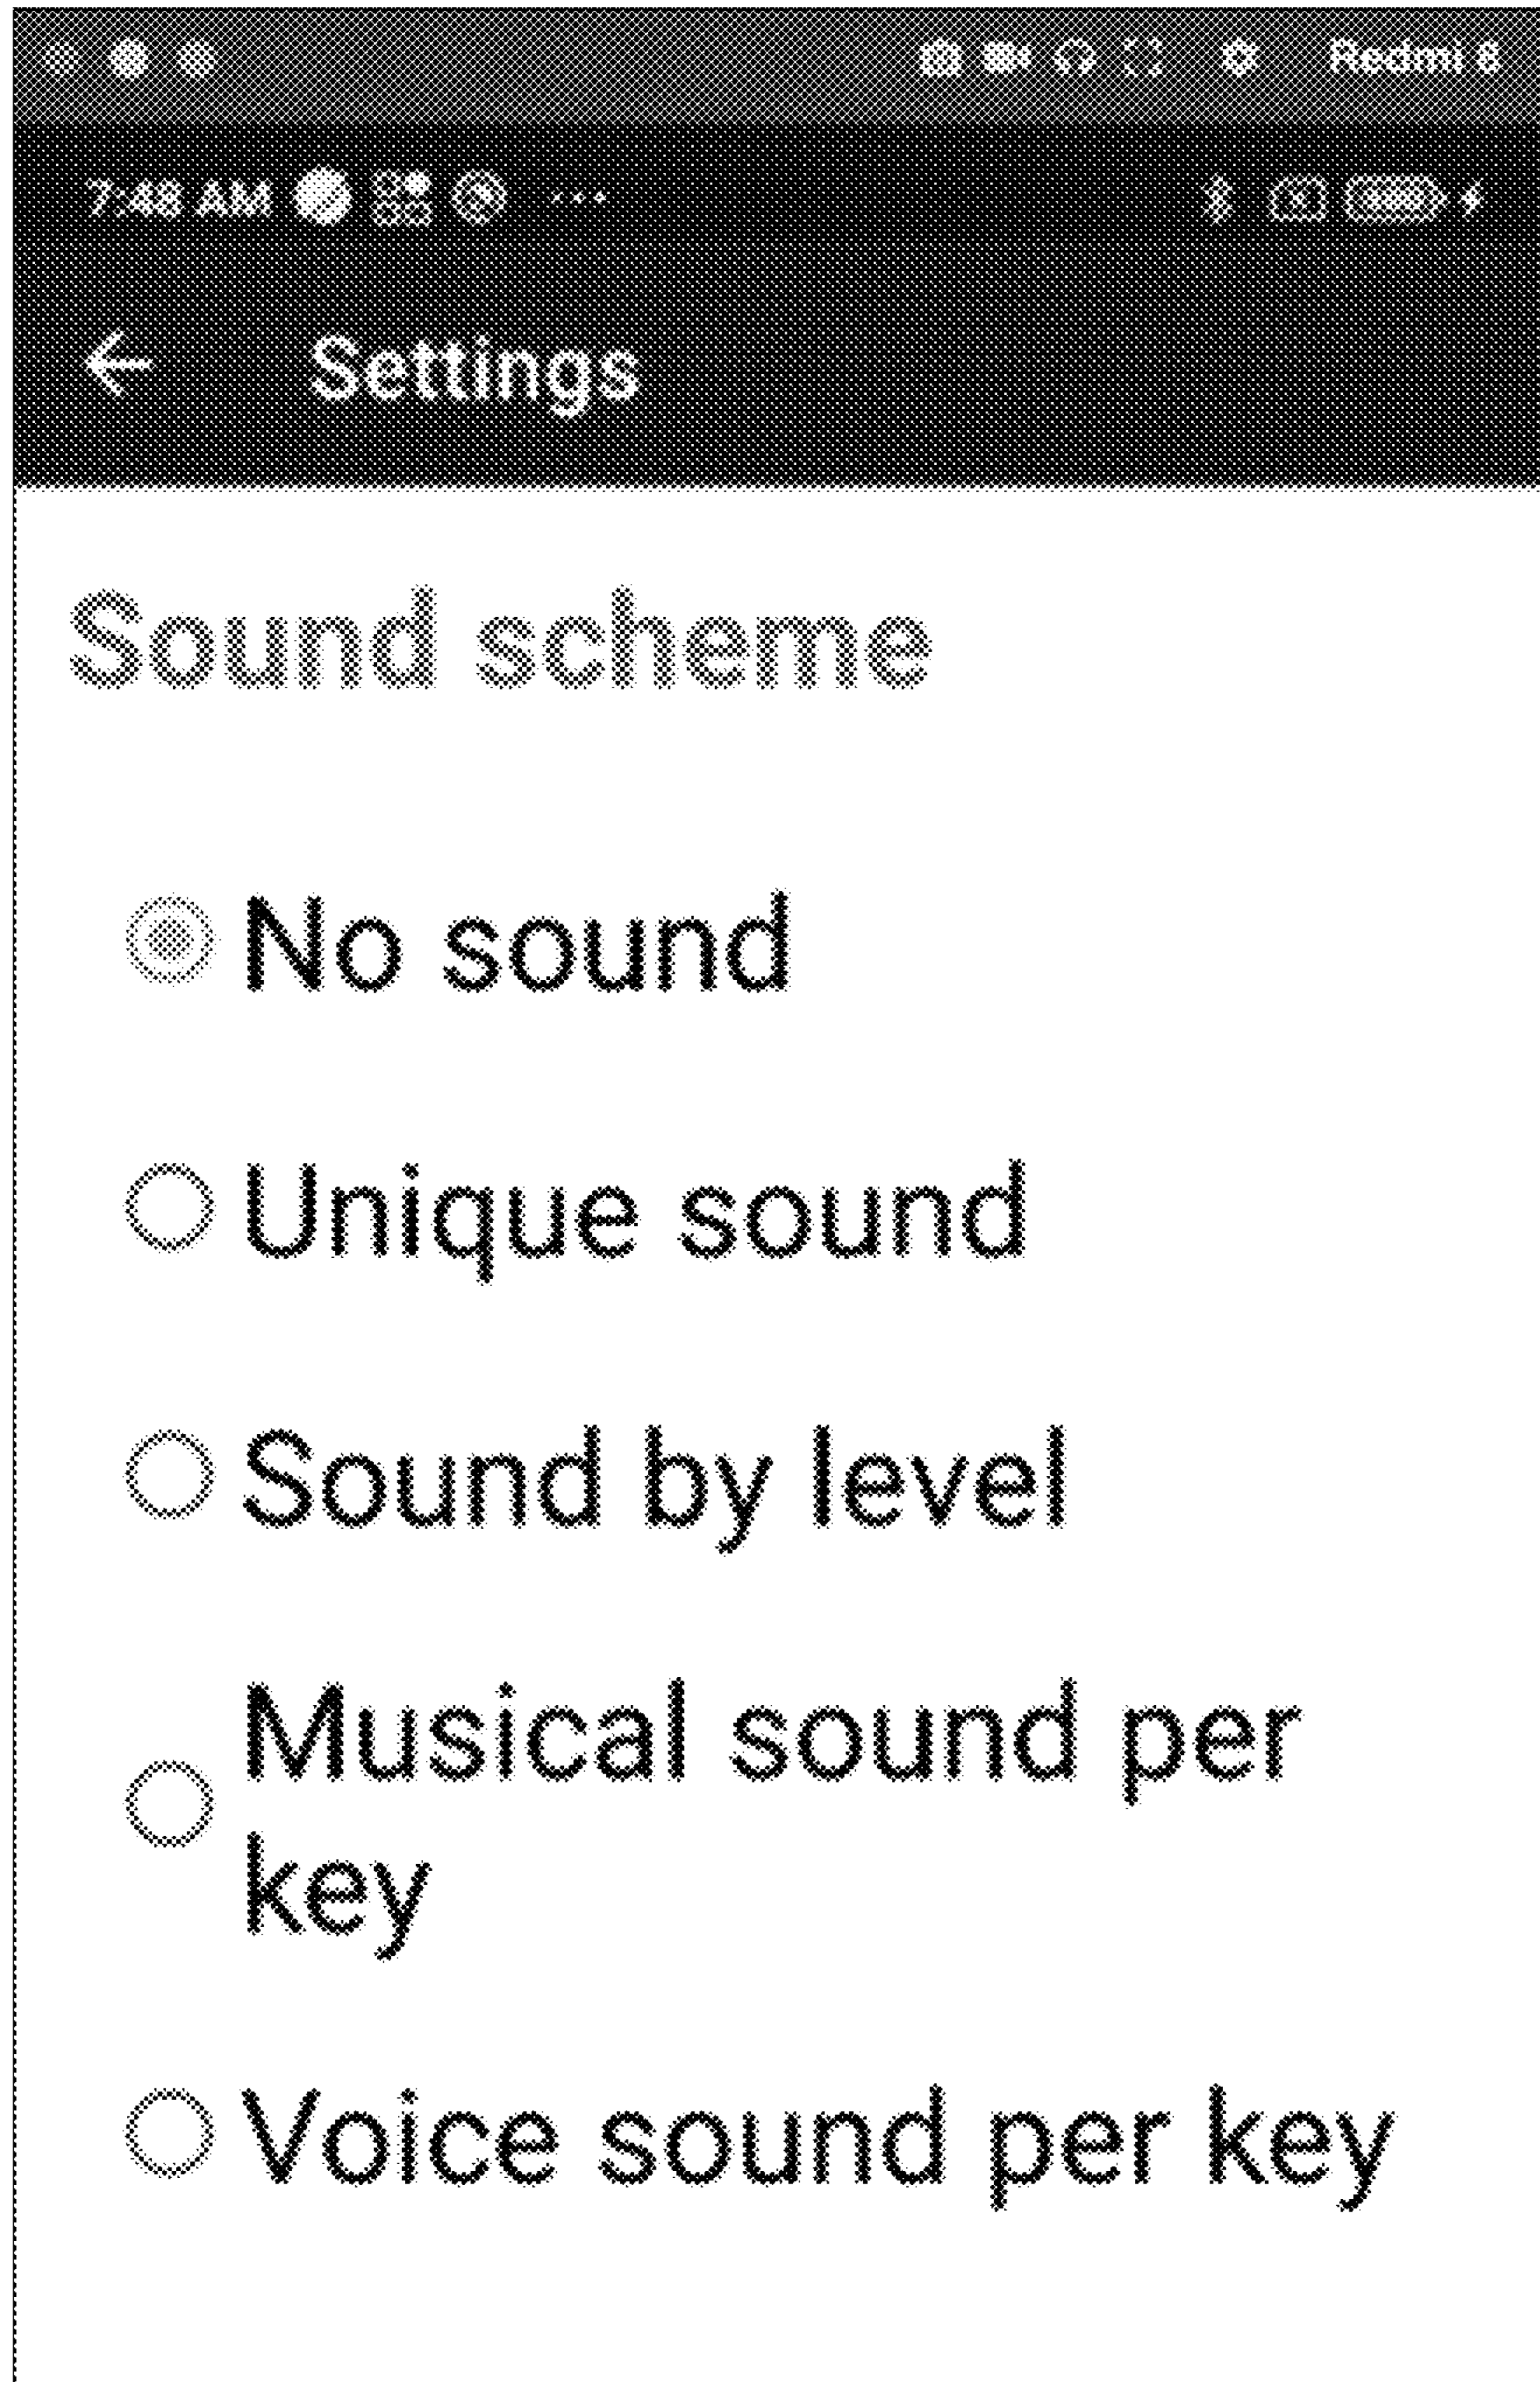 Redmi 8
7:48 AM
Settings
Sound scheme
No sound
Unique sound
Sound by level
Musical sound per
key
Voice sound per key